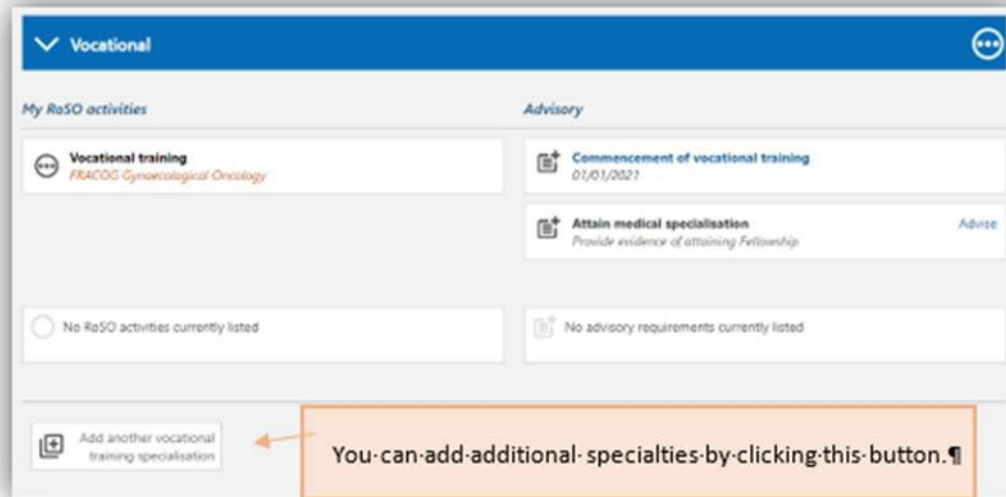 Vocational
My RoSO activities
Advisory
Vocational training
FRACOG Gynaecological Oncology
Commencement of vocational training
01/01/2021
Attain medical specialisation
Advise
Provide evidence of attaining Fellowship
No RoSO activities currently listed
No advisory requirements currently listed
Add another vocational
training specialisation
You·can·add·additional·specialties·by·clicking·this·button.¶